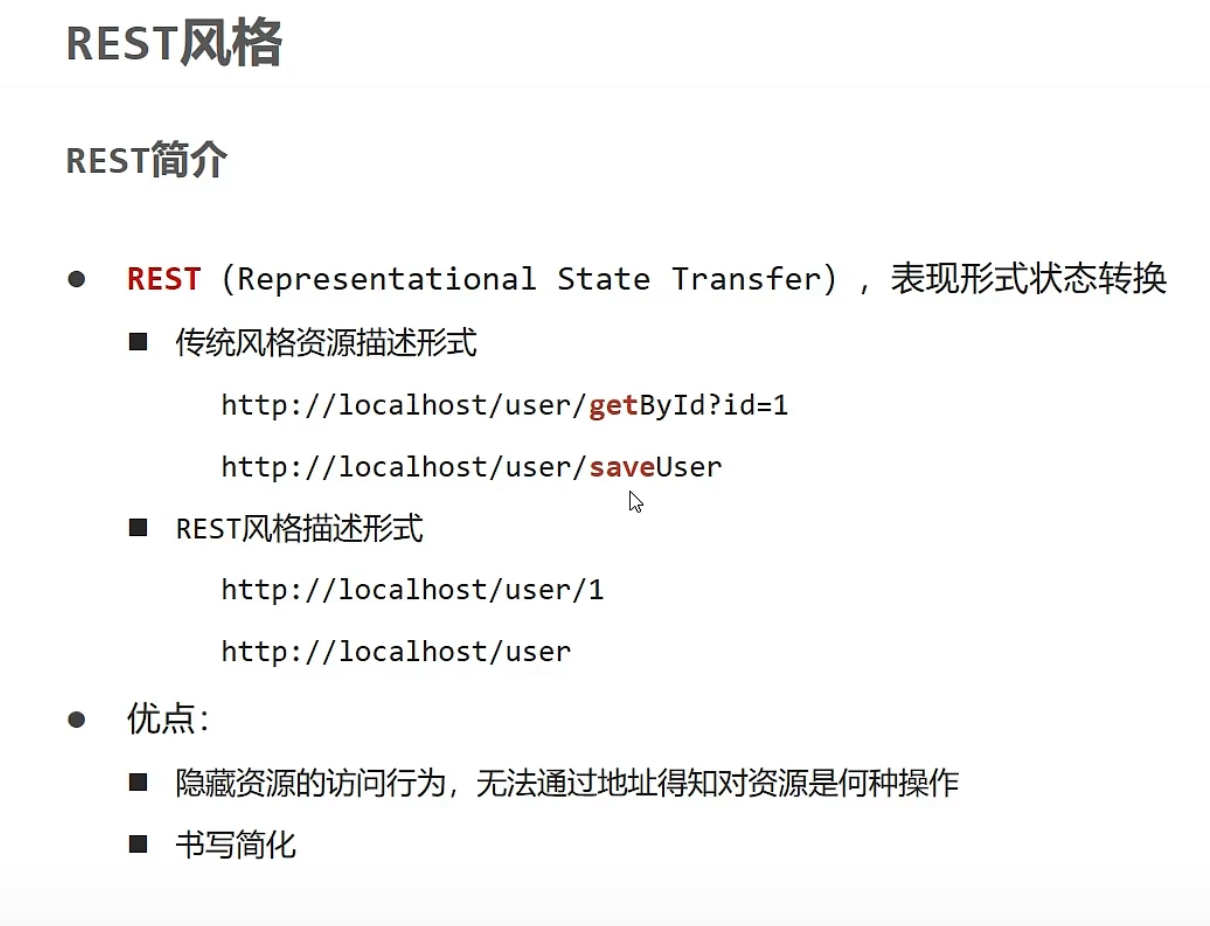 REST风格
REST简介
REST（Representational State Transfer），表现形式状态转换
传统风格资源描述形式
http://localhost/user/getById?id=1
http://localhost/user/saveUser
REST风格描述形式
http://localhost/user/1
http://localhost/user
优点：
隐藏资源的访问行为，无法通过地址得知对资源是何种操作
书写简化